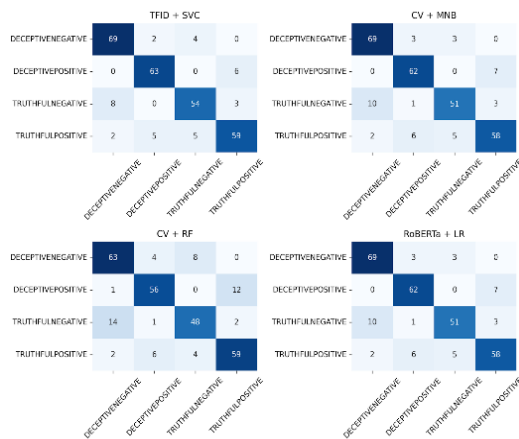 TFID + SVC
DECEPTIVENEGATIVE 69 2 4 0
DECEPTIVEPOSITIVE 0 63 0 6
TRUTHFULNEGATIVE 8 0 54 3
TRUTHFULPOSITIVE 2 5 5 59
DECEPTIVENEGATIVE DECEPTIVEPOSITIVE TRUTHFULNEGATIVE TRUTHFULPOSITIVE
CV + MNB
DECEPTIVENEGATIVE 69 3 3 0
DECEPTIVEPOSITIVE 0 62 0 7
TRUTHFULNEGATIVE 10 1 51 3
TRUTHFULPOSITIVE 2 6 5 58
DECEPTIVENEGATIVE DECEPTIVEPOSITIVE TRUTHFULNEGATIVE TRUTHFULPOSITIVE
CV + RF
DECEPTIVENEGATIVE 63 4 8 0
DECEPTIVEPOSITIVE 1 56 0 12
TRUTHFULNEGATIVE 14 1 48 2
TRUTHFULPOSITIVE 2 6 4 59
DECEPTIVENEGATIVE DECEPTIVEPOSITIVE TRUTHFULNEGATIVE TRUTHFULPOSITIVE
RoBERTa + LR
DECEPTIVENEGATIVE 69 3 3 0
DECEPTIVEPOSITIVE 0 62 0 7
TRUTHFULNEGATIVE 10 1 51 3
TRUTHFULPOSITIVE 2 6 5 58
DECEPTIVENEGATIVE DECEPTIVEPOSITIVE TRUTHFULNEGATIVE TRUTHFULPOSITIVE